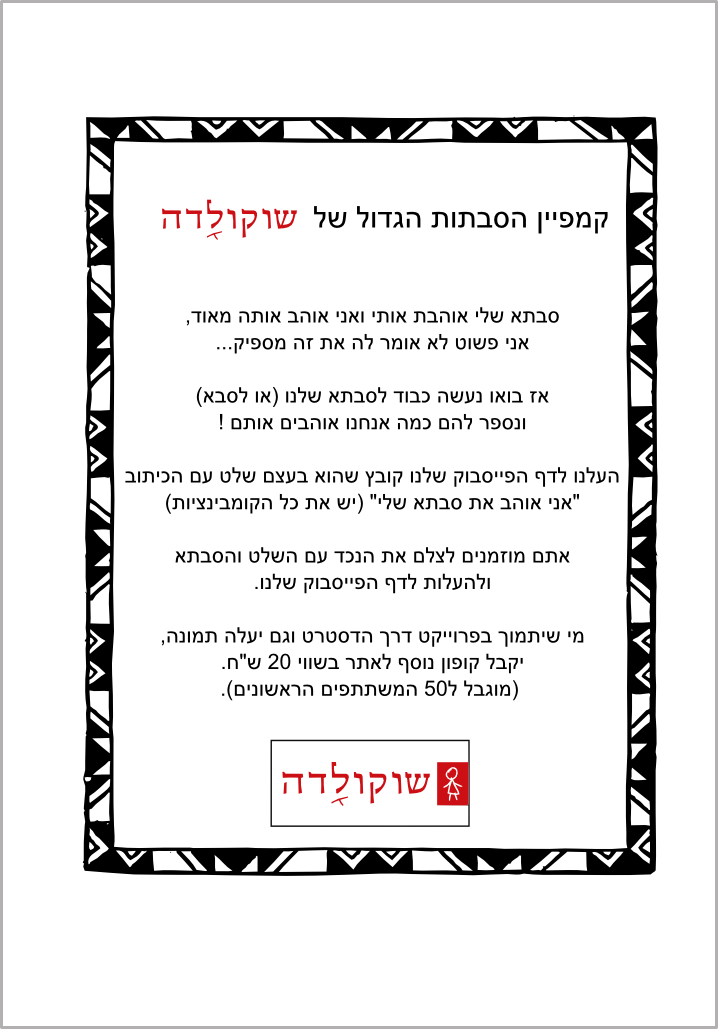 קמפיין הסבתות הגדול של שוקולָדה
סבתא שלי אוהבת אותי ואני אוהב אותה מאוד,
אני פשוט לא אומר לה את זה מספיק...
אז בואו נעשה כבוד לסבתא שלנו (או לסבא)
ונספר להם כמה אנחנו אוהבים אותם !
העלנו לדף הפייסבוק שלנו קובץ שהוא בעצם שלט עם הכיתוב
"אני אוהב את סבתא שלי" (יש את כל הקומבינציות)
אתם מוזמנים לצלם את הנכד עם השלט והסבתא
ולהעלות לדף הפייסבוק שלנו.
מי שיתמוך בפרוייקט דרך הדסטרט וגם יעלה תמונה,
יקבל קופון נוסף לאתר בשווי 20 ש"ח.
(מוגבל ל50 המשתתפים הראשונים).
שוקולָדה